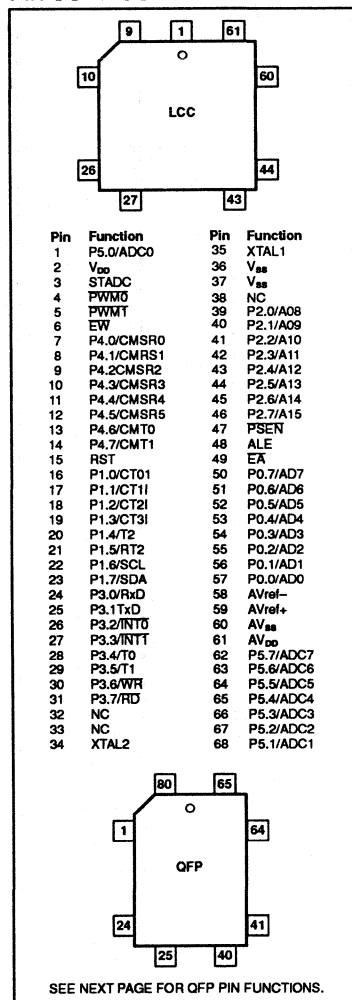 9 1 61
10 60
LCC
26 44
27 43
Pin Function Pin Function
1 P5.0/ADC0 35 XTAL1
2 VDD 36 Vss
3 STADC 37 Vss
4 PWM0 38 NC
5 PWM1 39 P2.0/A08
6 EW 40 P2.1/A09
7 P4.0/CMSR0 41 P2.2/A10
8 P4.1/CMRS1 42 P2.3/A11
9 P4.2CMSR2 43 P2.4/A12
10 P4.3/CMSR3 44 P2.5/A13
11 P4.4/CMSR4 45 P2.6/A14
12 P4.5/CMSR5 46 P2.7/A15
13 P4.6/CMT0 47 PSEN
14 P4.7/CMT1 48 ALE
15 RST 49 EA
16 P1.0/CT01 50 P0.7/AD7
17 P1.1/CT1I 51 P0.6/AD6
18 P1.2/CT2I 52 P0.5/AD5
19 P1.3/CT3I 53 P0.4/AD4
20 P1.4/T2 54 P0.3/AD3
21 P1.5/RT2 55 P0.2/AD2
22 P1.6/SCL 56 P0.1/AD1
23 P1.7/SDA 57 P0.0/AD0
24 P3.0/RxD 58 AVref–
25 P3.1TxD 59 AVref+
26 P3.2/INT0 60 AVss
27 P3.3/INT1 61 AVDD
28 P3.4/T0 62 P5.7/ADC7
29 P3.5/T1 63 P5.6/ADC6
30 P3.6/WR 64 P5.5/ADC5
31 P3.7/RD 65 P5.4/ADC4
32 NC 66 P5.3/ADC3
33 NC 67 P5.2/ADC2
34 XTAL2 68 P5.1/ADC1
80 65
1 64
QFP
24 41
25 40
SEE NEXT PAGE FOR QFP PIN FUNCTIONS.